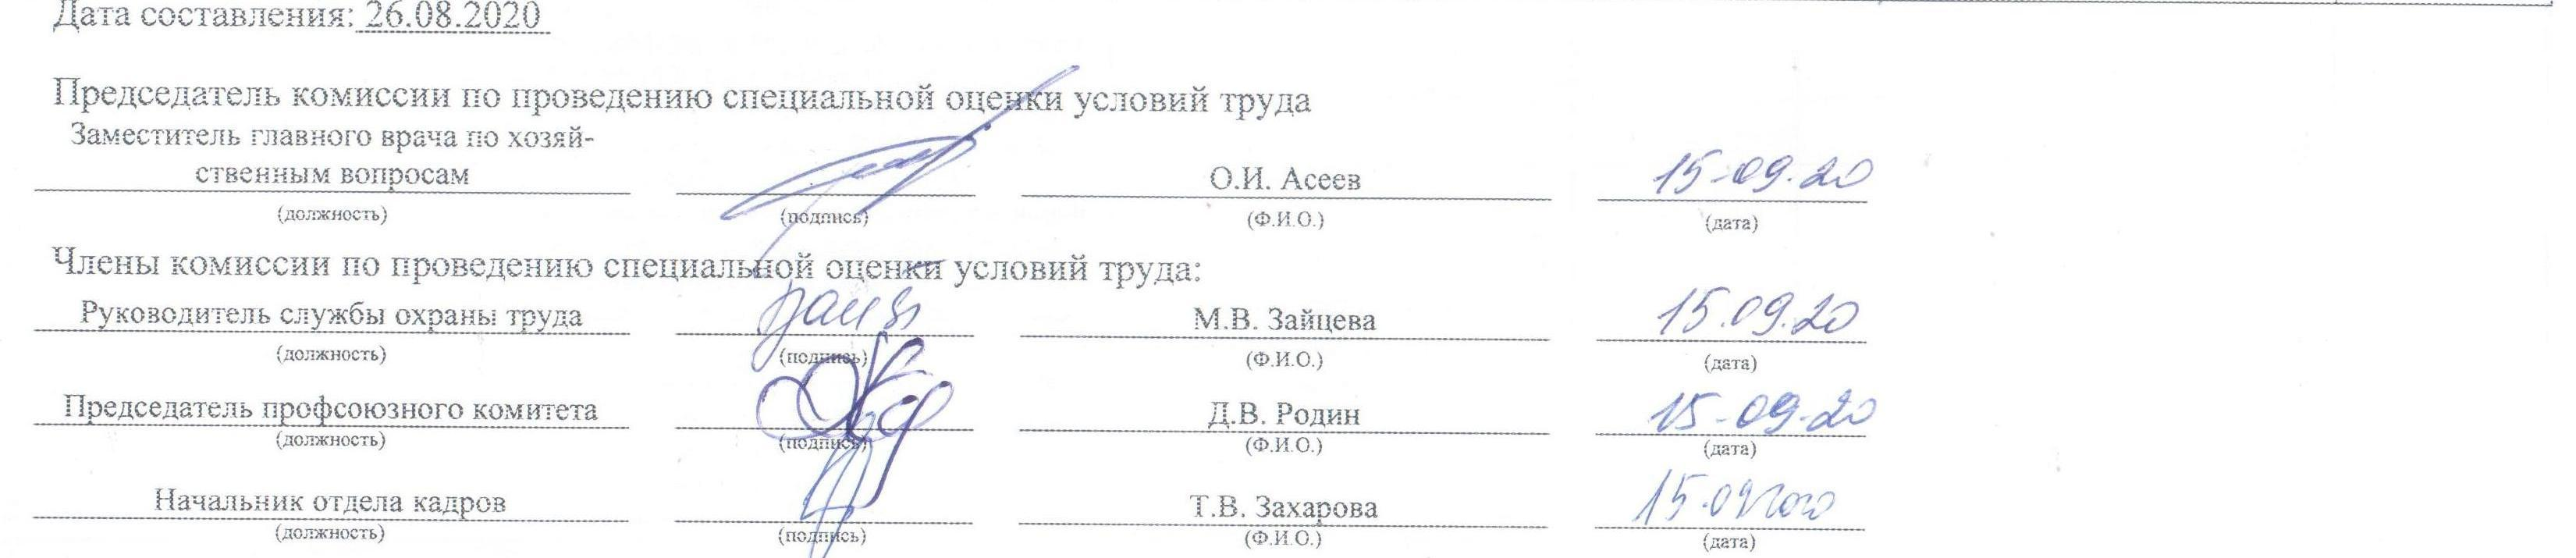 Дата составления: 26.08.2020
Председатель комиссии по проведению специальной оценки условий труда
Заместитель главного врача по хозяй-
ственным вопросам О.И. Асеев 15-09.20
(должность) (подпись) (Ф.И.О.) (дата)
Члены комиссии по проведению специальной оценки условий труда:
Руководитель службы охраны труда М.В. Зайцева 15.09.20
(должность) (подпись) (Ф.И.О.) (дата)
Председатель профсоюзного комитета Д.В. Родин 15-09-20
(должность) (подпись) (Ф.И.О.) (дата)
Начальник отдела кадров Т.В. Захарова 15.09 2020
(должность) (подпись) (Ф.И.О.) (дата)